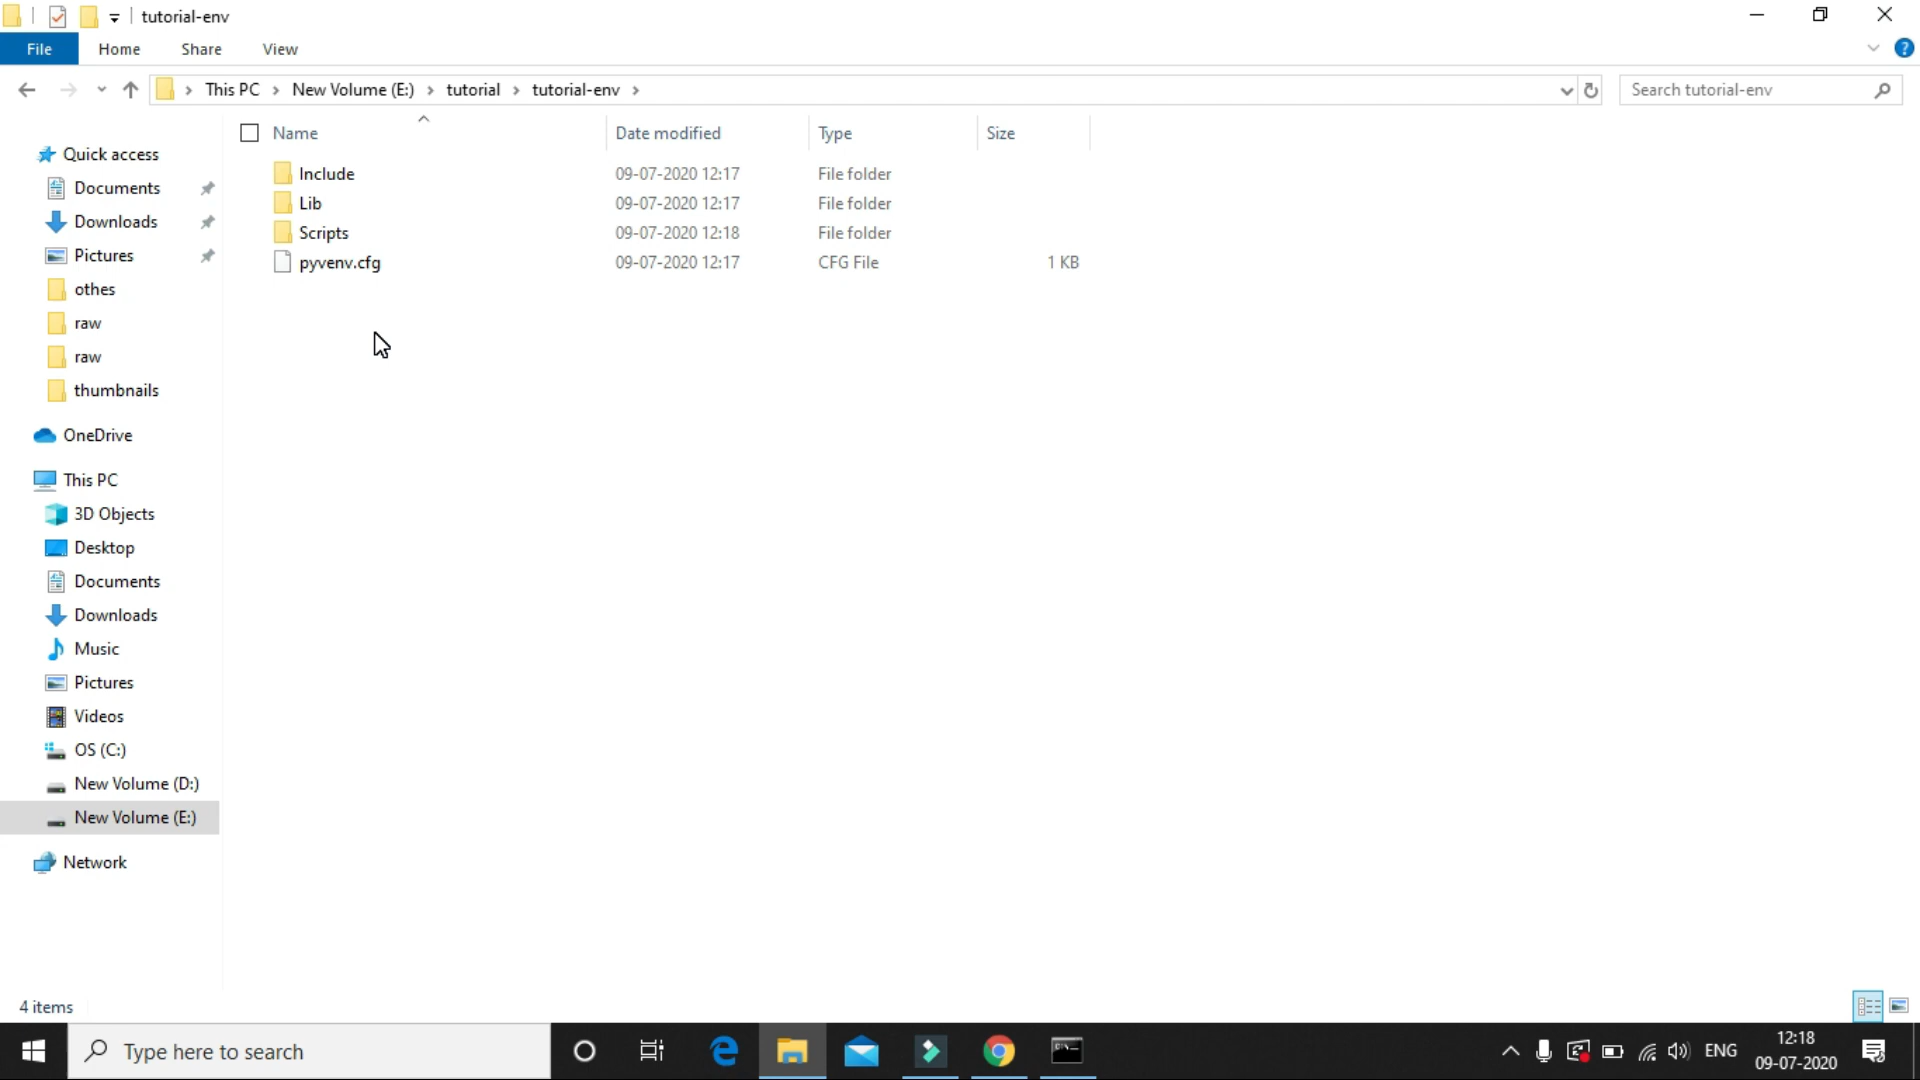 tutorial-env
File Home Share View
This PC New Volume (E:) tutorial tutorial-env
Search tutorial-env
Name Date modified Type Size
Include 09-07-2020 12:17 File folder
Lib 09-07-2020 12:17 File folder
Scripts 09-07-2020 12:18 File folder
pyvenv.cfg 09-07-2020 12:17 CFG File 1 KB
Quick access
Documents
Downloads
Pictures
othes
raw
raw
thumbnails
OneDrive
This PC
3D Objects
Desktop
Documents
Downloads
Music
Pictures
Videos
OS (C:)
New Volume (D:)
New Volume (E:)
Network
4 items
Type here to search
ENG
12:18
09-07-2020